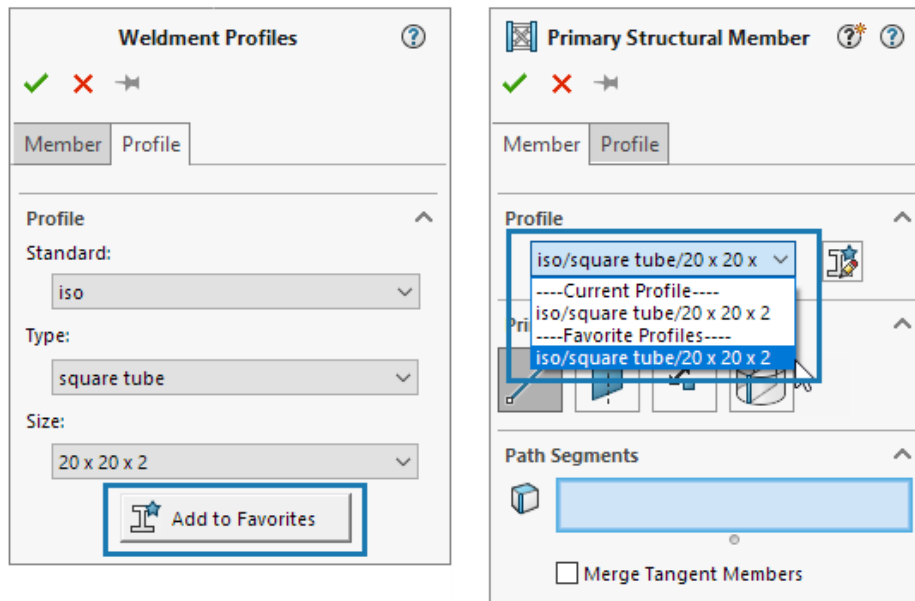 Weldment Profiles
Member
Profile
Profile
Standard:
iso
Type:
square tube
Size:
20 x 20 x 2
Add to Favorites
Primary Structural Member
Member
Profile
Profile
iso/square tube/20 x 20 x
----Current Profile----
iso/square tube/20 x 20 x 2
Pri
----Favorite Profiles----
iso/square tube/20 x 20 x 2
Path Segments
Merge Tangent Members